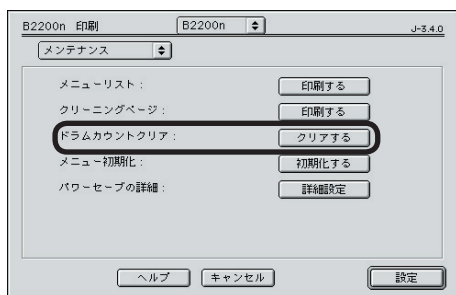 B2200n 印刷 B2200n J-3.4.0
メンテナンス
メニューリスト： 印刷する
クリーニングページ： 印刷する
ドラムカウントクリア： クリアする
メニュー初期化： 初期化する
パワーセーブの詳細： 詳細設定
ヘルプ キャンセル 設定